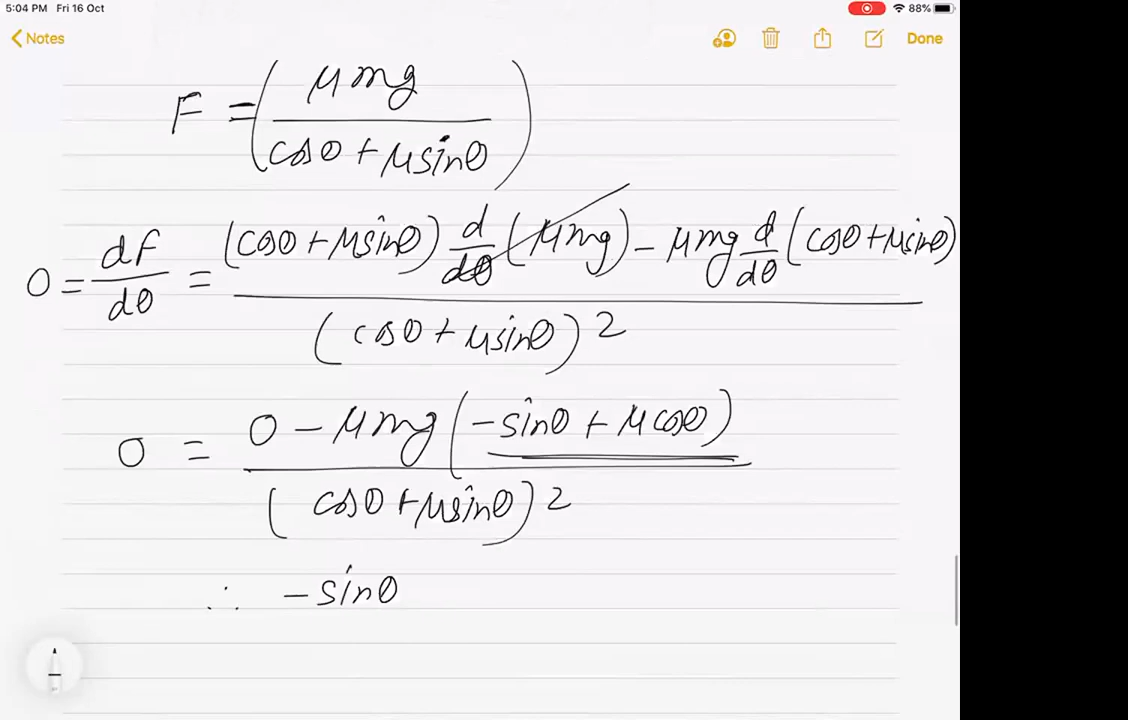 5:04 PM Fri 16 Oct 88%
Notes Done
F = (μmg / (cosθ + μsinθ))
0 = dF/dθ = ((cosθ + μsinθ) d/dθ (μmg) - μmg d/dθ (cosθ + μsinθ)) / (cosθ + μsinθ)²
0 = (0 - μmg (-sinθ + μcosθ)) / (cosθ + μsinθ)²
∴ -sinθ